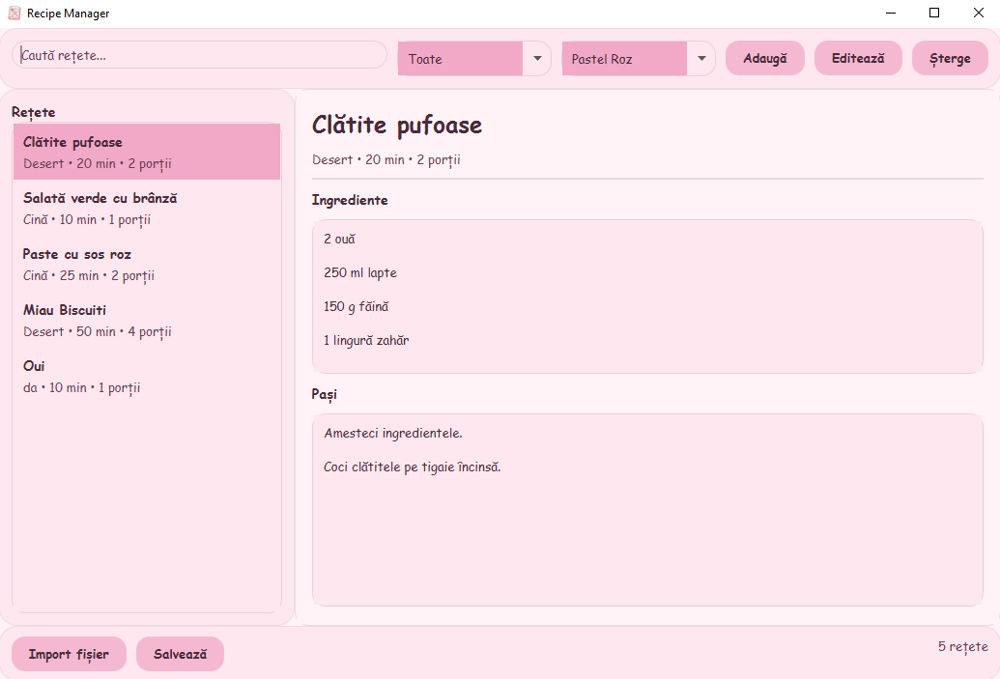 Recipe Manager
Caută rețete...
Toate
Pastel Roz
Adaugă
Editează
Șterge
Rețete
Clătite pufoase
Desert • 20 min • 2 porții
Salată verde cu brânză
Cină • 10 min • 1 porții
Paste cu sos roz
Cină • 25 min • 2 porții
Miau Biscuiti
Desert • 50 min • 4 porții
Oui
da • 10 min • 1 porții
Clătite pufoase
Desert • 20 min • 2 porții
Ingrediente
2 ouă
250 ml lapte
150 g făină
1 lingură zahăr
Pași
Amesteci ingredientele.
Coci clătitele pe tigaie încinsă.
Import fișier
Salvează
5 rețete